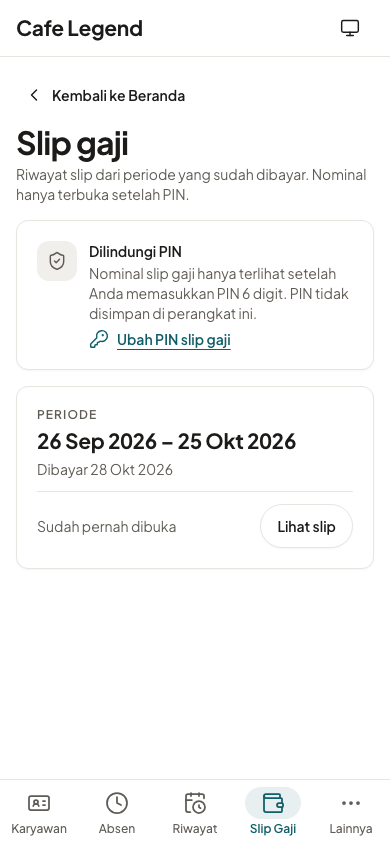 Cafe Legend
Kembali ke Beranda
Slip gaji
Riwayat slip dari periode yang sudah dibayar. Nominal
hanya terbuka setelah PIN.
Dilindungi PIN
Nominal slip gaji hanya terlihat setelah
Anda memasukkan PIN 6 digit. PIN tidak
disimpan di perangkat ini.
Ubah PIN slip gaji
PERIODE
26 Sep 2026 – 25 Okt 2026
Dibayar 28 Okt 2026
Sudah pernah dibuka
Lihat slip
Karyawan
Absen
Riwayat
Slip Gaji
Lainnya